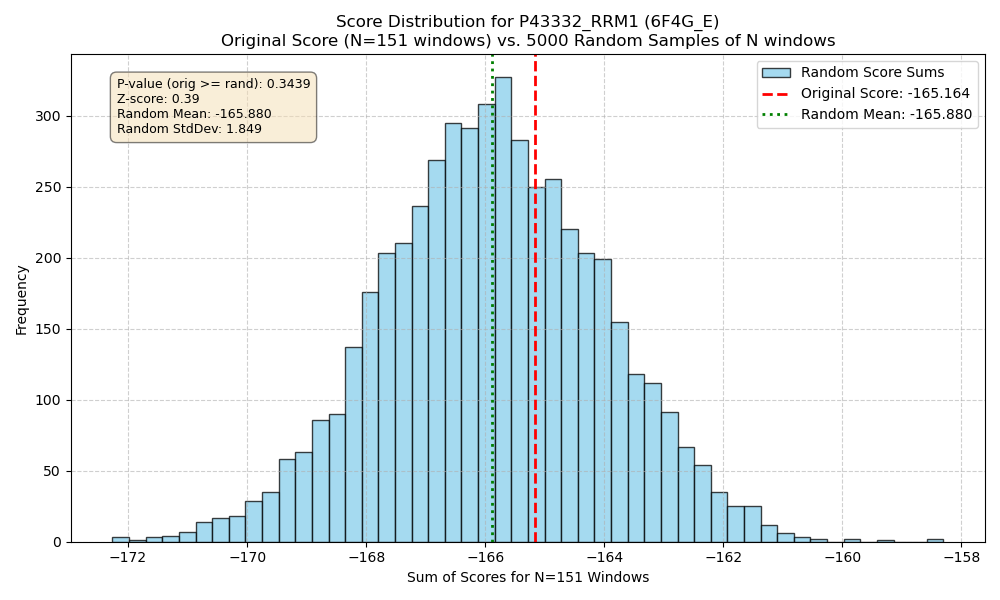 Score Distribution for P43332_RRM1 (6F4G_E)
Original Score (N=151 windows) vs. 5000 Random Samples of N windows
P-value (orig >= rand): 0.3439
Z-score: 0.39
Random Mean: -165.880
Random StdDev: 1.849
Random Score Sums
Original Score: -165.164
Random Mean: -165.880
Frequency
300
250
200
150
100
50
0
−172
−170
−168
−166
−164
−162
−160
−158
Sum of Scores for N=151 Windows